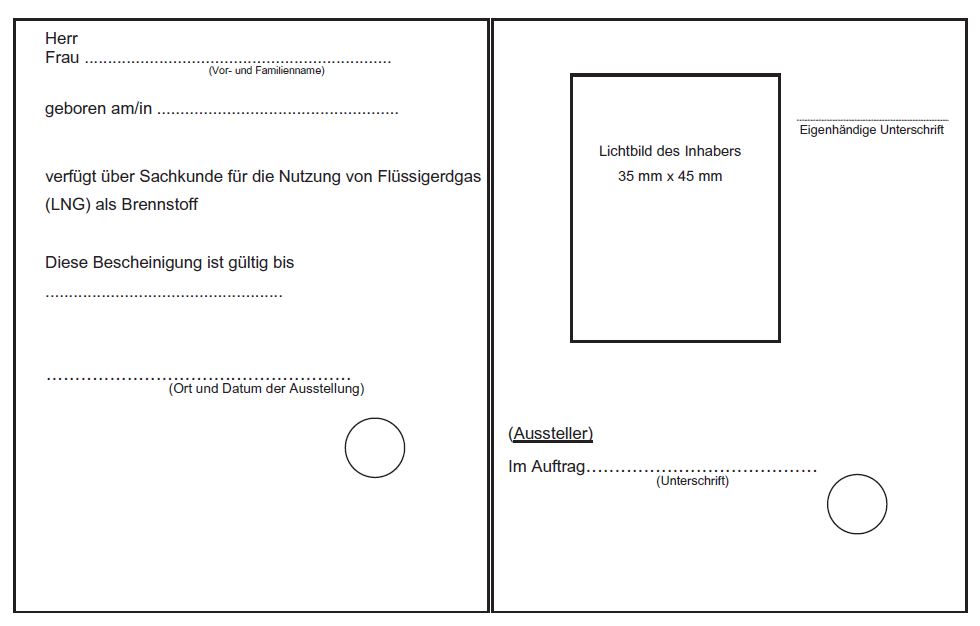 Herr
Frau ..................................................................
(Vor- und Familienname)
geboren am/in ....................................................
verfügt über Sachkunde für die Nutzung von Flüssigerdgas
(LNG) als Brennstoff
Diese Bescheinigung ist gültig bis
...................................................
……………………………………………….
(Ort und Datum der Ausstellung)
Eigenhändige Unterschrift
Lichtbild des Inhabers
35 mm x 45 mm
(Aussteller)
Im Auftrag………………………………….
(Unterschrift)